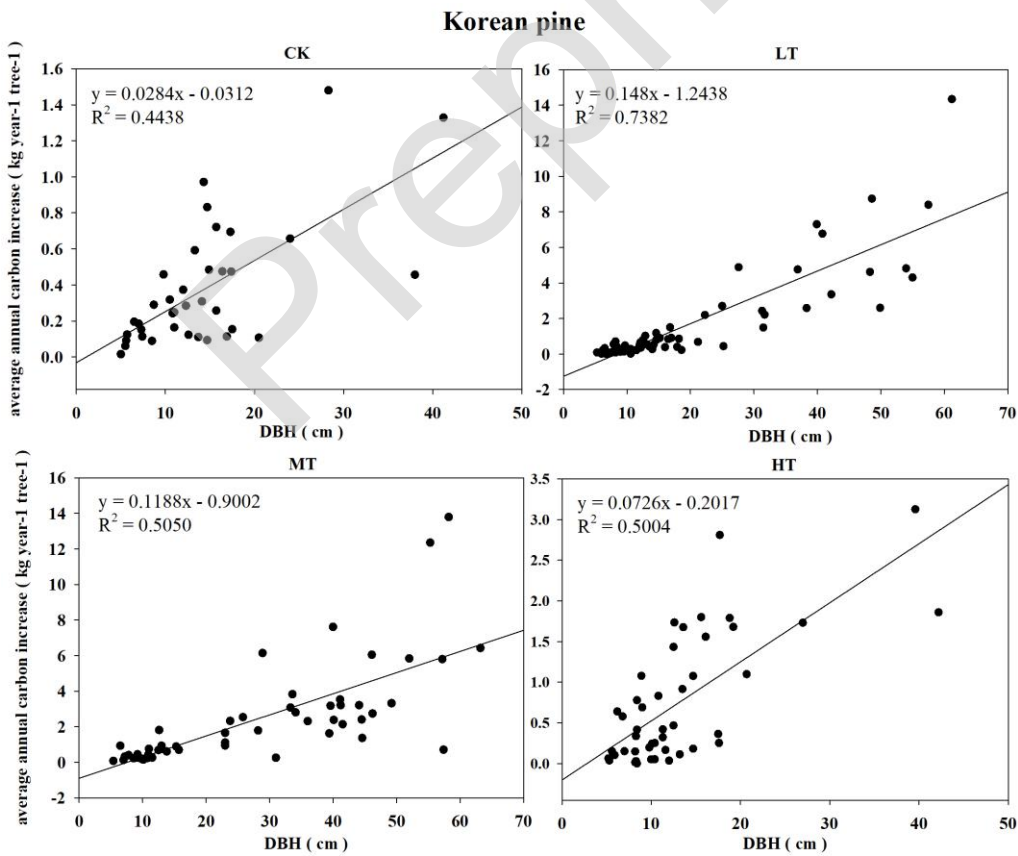 Korean pine
CK
LT
average annual carbon increase ( kg year-1 tree-1 )
y = 0.0284x - 0.0312
R² = 0.4438
1.6
1.4
1.2
1.0
0.8
0.6
0.4
0.2
0.0
0 10 20 30 40 50
DBH ( cm )
y = 0.148x - 1.2438
R² = 0.7382
16
14
12
10
8
6
4
2
0
-2
0 10 20 30 40 50 60 70
DBH ( cm )
MT
HT
average annual carbon increase ( kg year-1 tree-1 )
y = 0.1188x - 0.9002
R² = 0.5050
16
14
12
10
8
6
4
2
0
-2
0 10 20 30 40 50 60 70
DBH ( cm )
y = 0.0726x - 0.2017
R² = 0.5004
3.5
3.0
2.5
2.0
1.5
1.0
0.5
0.0
0 10 20 30 40 50
DBH ( cm )
Prepr